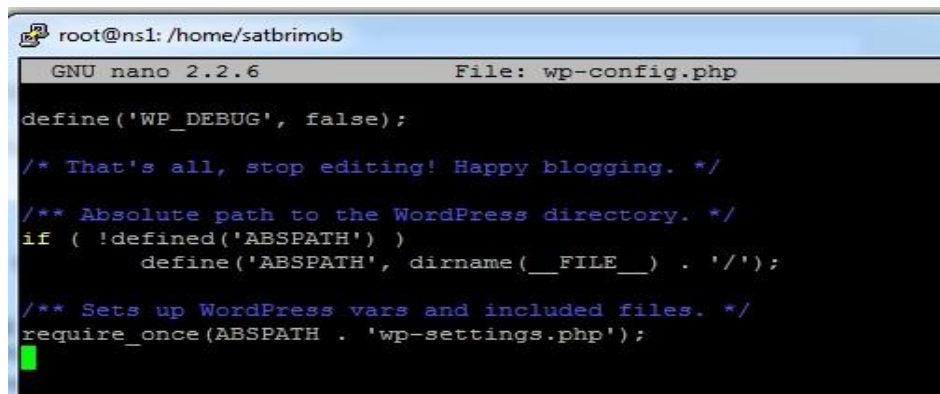 root@ns1: /home/satbrimob
GNU nano 2.2.6 File: wp-config.php
define('WP_DEBUG', false);
/* That's all, stop editing! Happy blogging. */
/** Absolute path to the WordPress directory. */
if ( !defined('ABSPATH') )
define('ABSPATH', dirname(__FILE__) . '/');
/** Sets up WordPress vars and included files. */
require_once(ABSPATH . 'wp-settings.php');